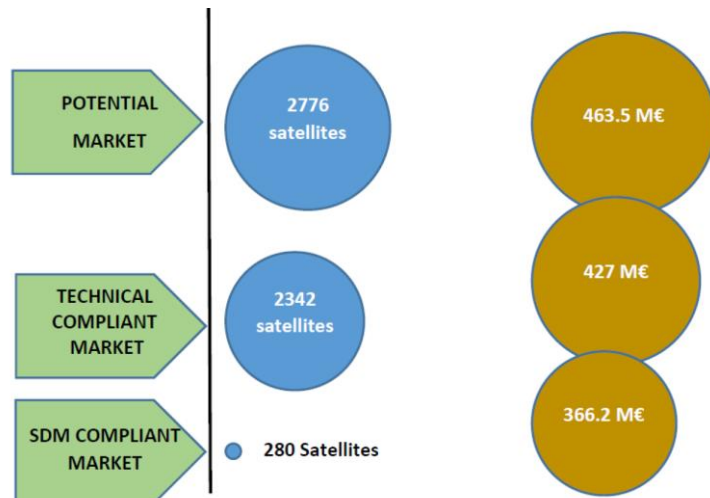 POTENTIAL
MARKET
2776
satellites
463.5 M€
TECHNICAL
COMPLIANT
MARKET
2342
satellites
427 M€
SDM COMPLIANT
MARKET
280 Satellites
366.2 M€